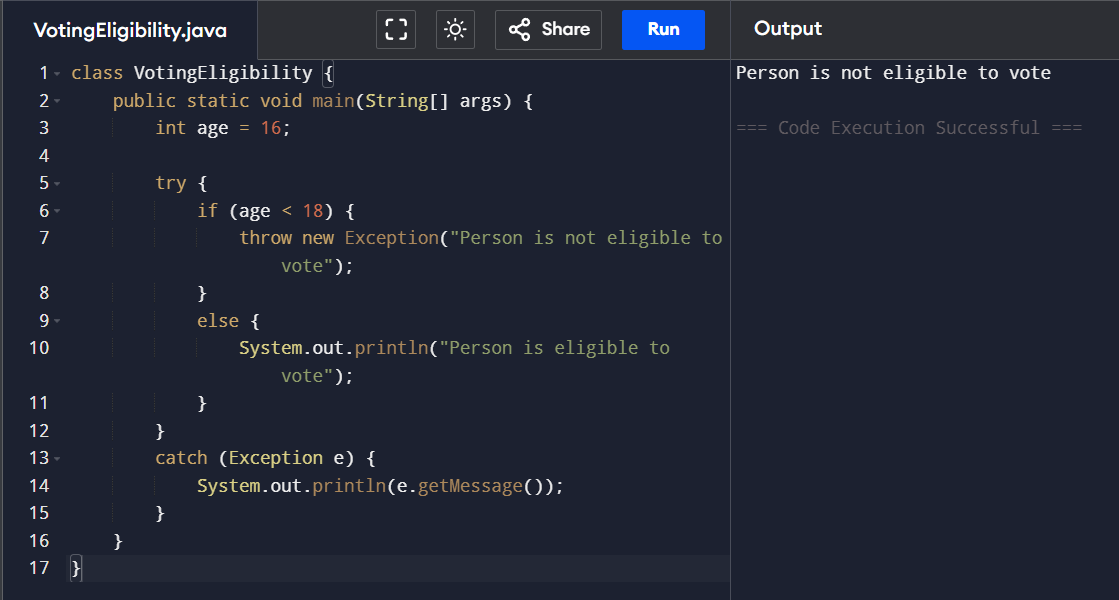 VotingEligibility.java
Share
Run
Output
1 class VotingEligibility {
2     public static void main(String[] args) {
3         int age = 16;
4
5         try {
6             if (age < 18) {
7                 throw new Exception("Person is not eligible to
                    vote");
8             }
9             else {
10                 System.out.println("Person is eligible to
                    vote");
11             }
12         }
13         catch (Exception e) {
14             System.out.println(e.getMessage());
15         }
16     }
17 }
Person is not eligible to vote
=== Code Execution Successful ===